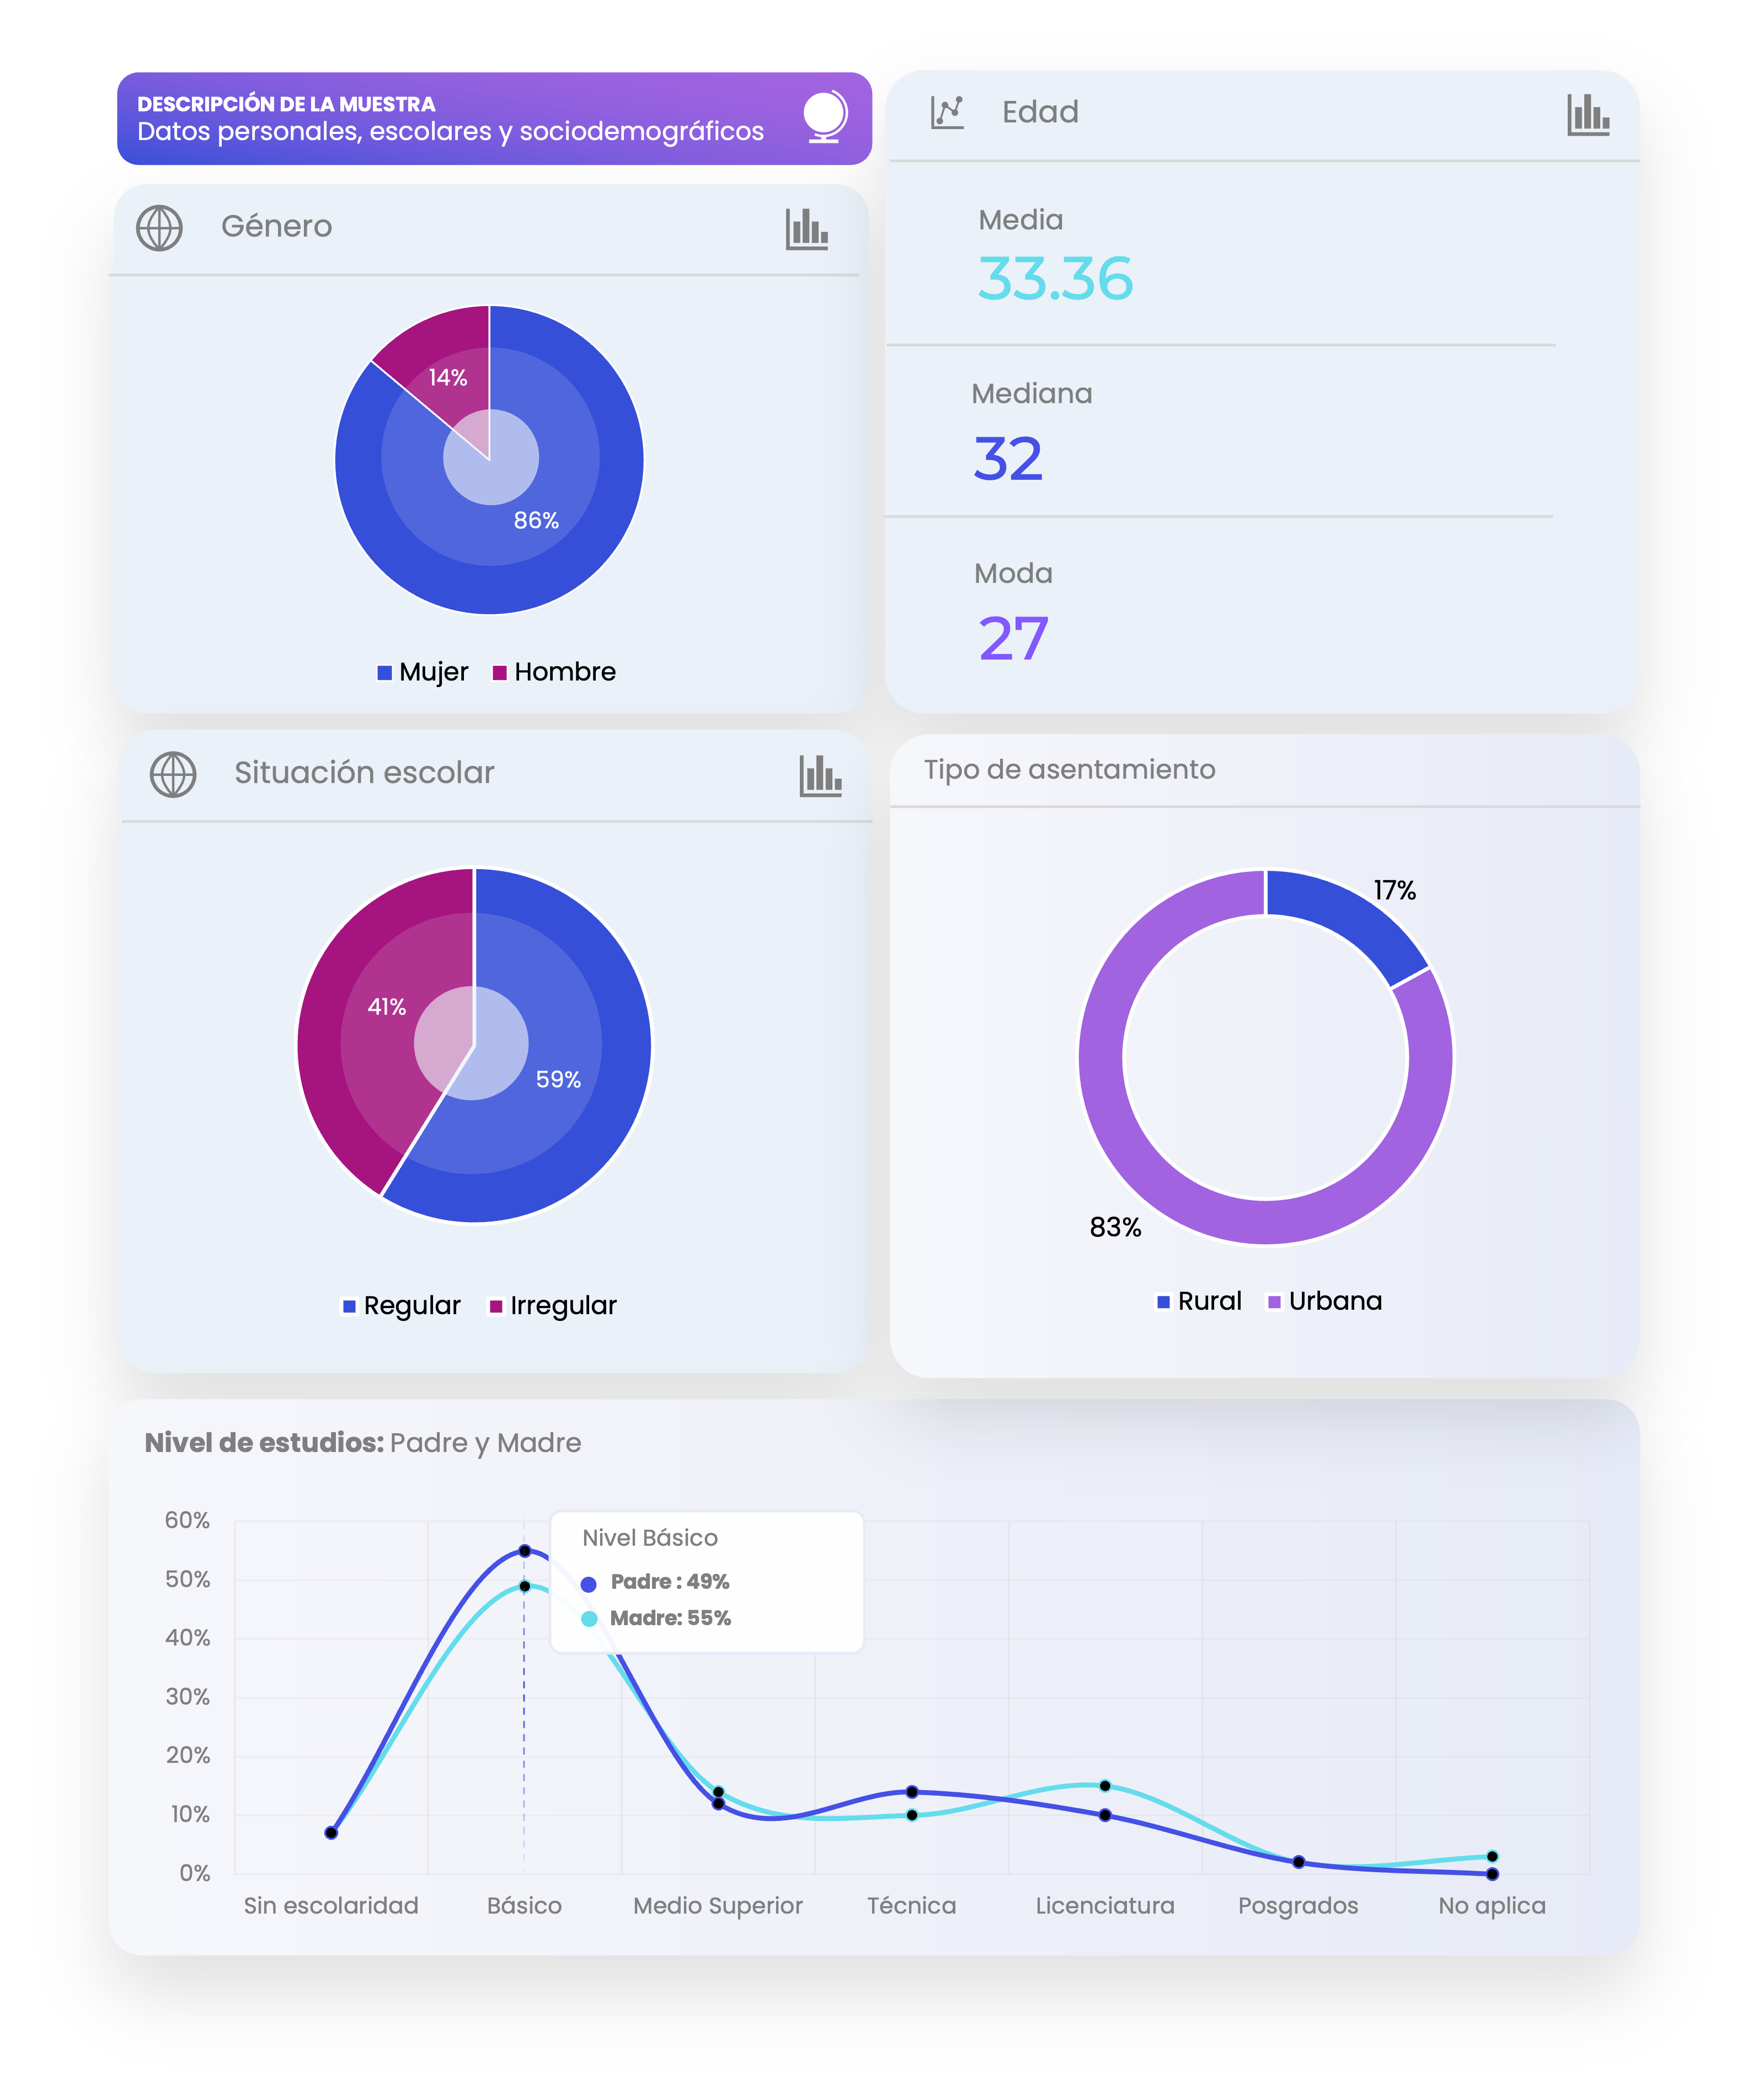 DESCRIPCIÓN DE LA MUESTRA
Datos personales, escolares y sociodemográficos
Género
14%
86%
Mujer Hombre
Edad
Media
33.36
Mediana
32
Moda
27
Situación escolar
41%
59%
Regular Irregular
Tipo de asentamiento
17%
83%
Rural Urbana
Nivel de estudios: Padre y Madre
60%
50%
40%
30%
20%
10%
0%
Nivel Básico
Padre : 49%
Madre: 55%
Sin escolaridad Básico Medio Superior Técnica Licenciatura Posgrados No aplica